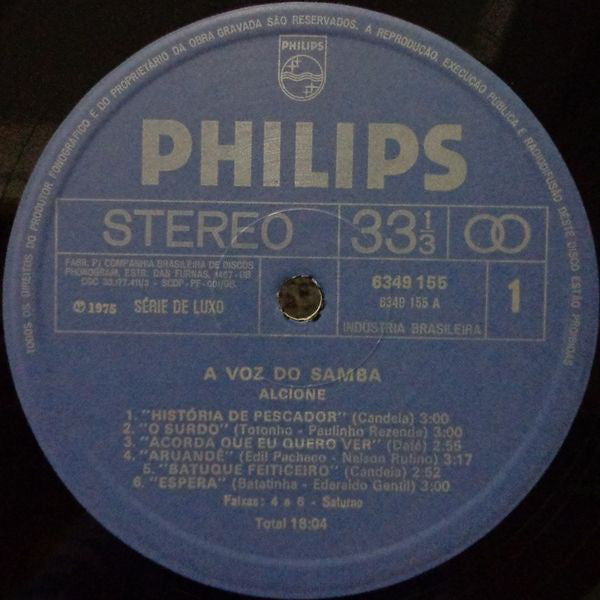 TODOS OS DIREITOS DO PRODUTOR FONOGRÁFICO E DO PROPRIETÁRIO DA OBRA GRAVADA SÃO RESERVADOS. A REPRODUÇÃO, EXECUÇÃO PÚBLICA E RADIODIFUSÃO DESTE DISCO ESTÃO PROIBIDAS
PHILIPS
PHILIPS
STEREO
33 1/3
FABR. P/ COMPANHIA BRASILEIRA DE DISCOS
PHONOGRAM, ESTR. DAS FURNAS,
℗ 1975 SÉRIE DE LUXO
6349 155
6349 155 A
INDÚSTRIA BRASILEIRA
1
A VOZ DO SAMBA
ALCIONE
1. "HISTÓRIA DE PESCADOR" (Candeia) 3:00
2. "O SURDO" (Totonho - Paulinho Rezende) 3:00
3. "ACORDA QUE EU QUERO VER" (Dalé) 2:55
4. "ARUANDÊ" (Edil Pacheco - Nelson Rufino) 3:17
5. "BATUQUE FEITICEIRO" (Candeia) 2:52
6. "ESPERA" (Batatinha - Ederaldo Gentil) 3:00
Faixas: 4 e 6 - Saturno
Total 18:04